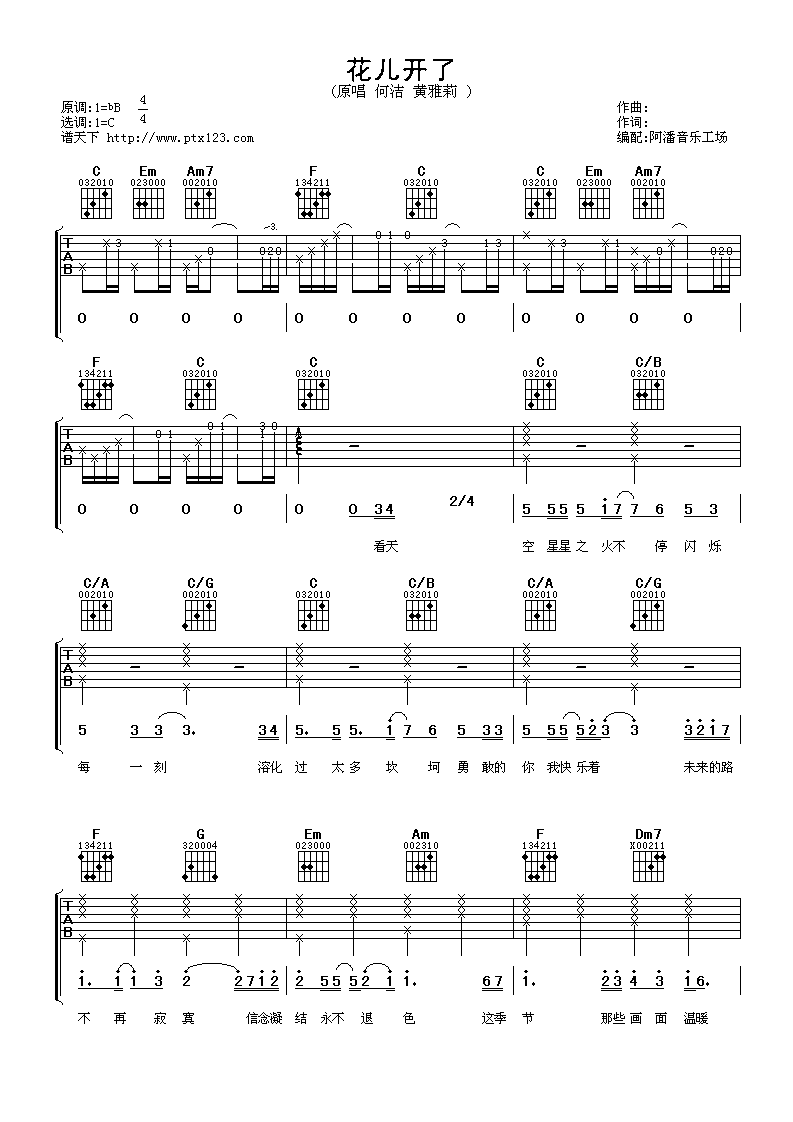 花儿开了
(原唱 何洁 黄雅莉 )
原调:1=bB 4/4
作曲:
选调:1=C
作词:
谱天下 http://www.ptx123.com
编配:阿潘音乐工场
C Em Am7 F C C Em Am7
032010 023000 002010 134211 032010 032010 023000 002010
3 1 0 3 0 2 0 0 1 0 3 1 3 3 1 0 0 2 0
T A B
0 0 0 0 0 0 0 0 0 0 0 0
F C C C C/B
134211 032010 032010 032010 032010
0 1 0 1 3 0 1
T A B
0 0 0 0 0 0 34 2/4 5 55 5 17 7 6 5 3
看天 空 星星 之 火不 停 闪 烁
C/A C/G C C/B C/A C/G
002010 002010 032010 032010 002010 002010
T A B
5 3 3 3. 34 5. 5 5. 1 7 6 5 33 5 55 523 3 3217
每 一 刻 溶化 过 太 多 坎 坷 勇 敢的 你 我快 乐着 未来的路
F G Em Am F Dm7
134211 320004 023000 002310 134211 X00211
T A B
1. 1 1 3 2 2712 2 55 52 1 1. 67 1. 23 4 3 16.
不 再 寂 寞 信念凝 结 永不 退 色 这季 节 那些 画 面 温暖